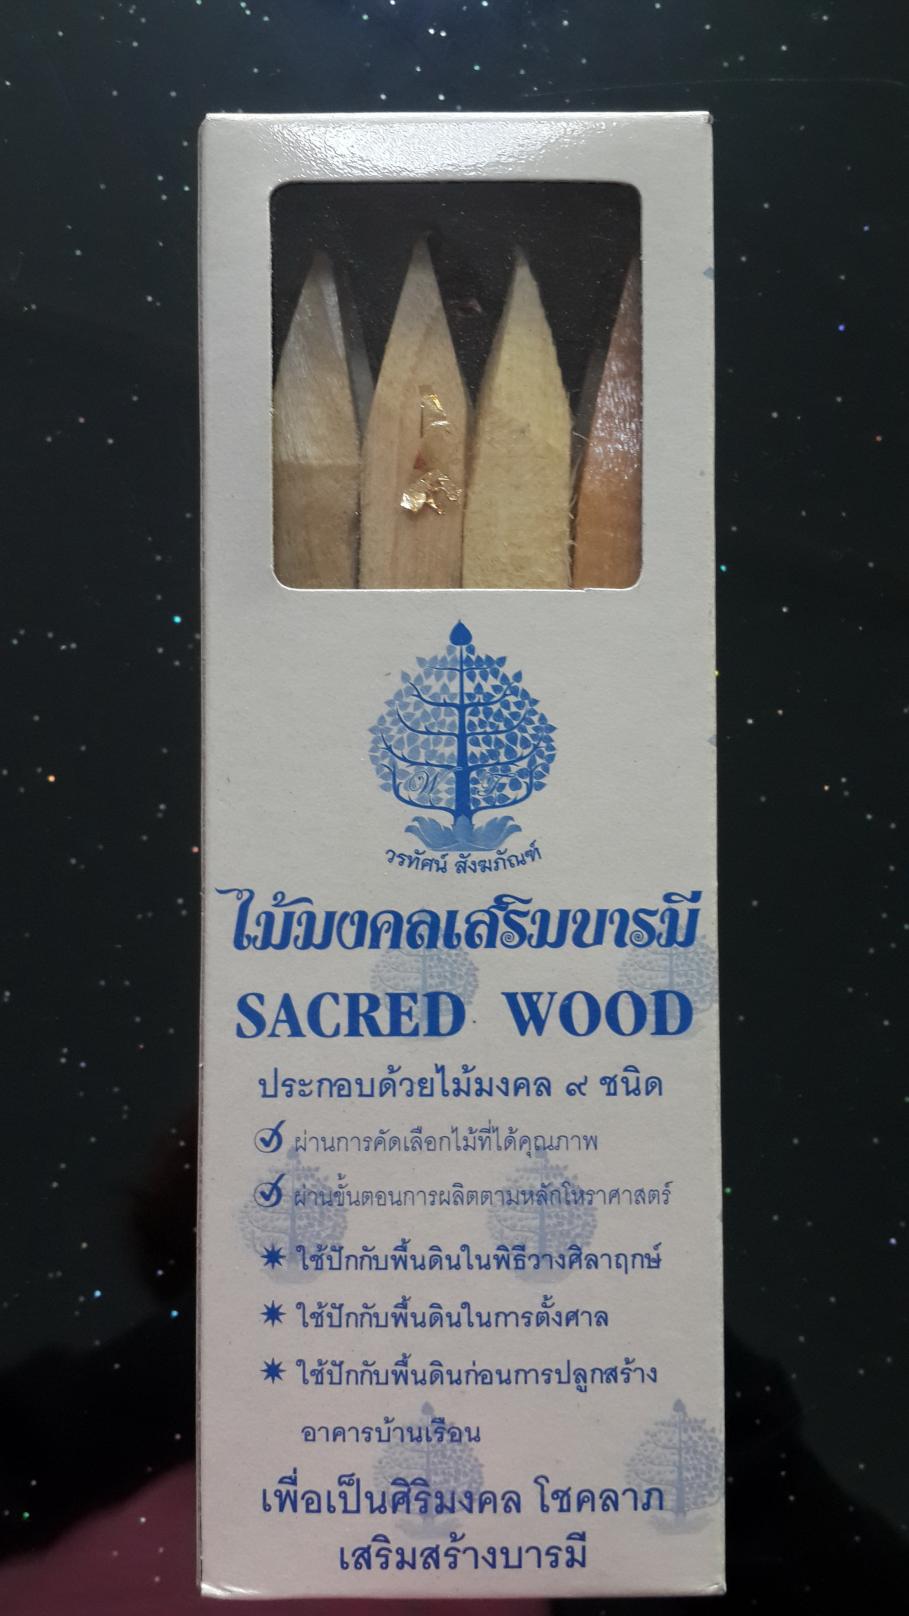 W T
วรทัศน์ สังฆภัณฑ์
ไม้มงคลเสริมบารมี
SACRED WOOD
ประกอบด้วยไม้มงคล ๙ ชนิด
ผ่านการคัดเลือกไม้ที่ได้คุณภาพ
ผ่านขั้นตอนการผลิตตามหลักโหราศาสตร์
ใช้ปักกับพื้นดินในพิธีวางศิลาฤกษ์
ใช้ปักกับพื้นดินในการตั้งศาล
ใช้ปักกับพื้นดินก่อนการปลูกสร้าง
อาคารบ้านเรือน
เพื่อเป็นศิริมงคล โชคลาภ
เสริมสร้างบารมี